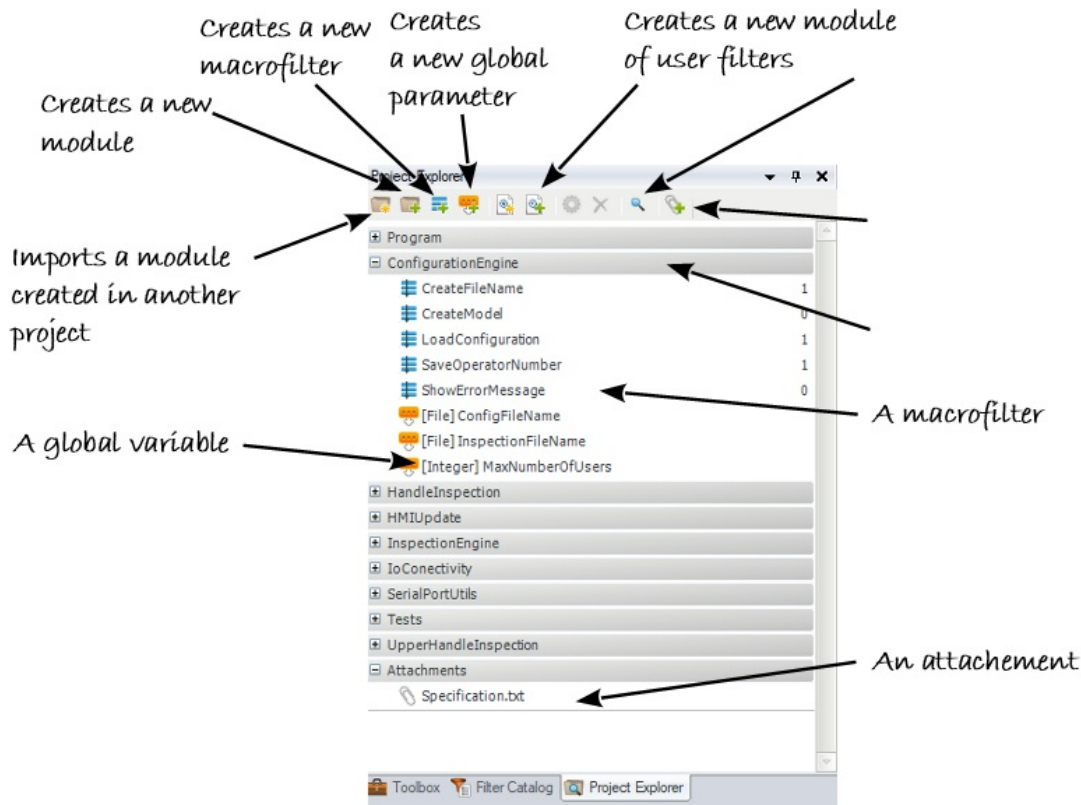 Creates a new
macrofilter
Creates
a new global
parameter
Creates a new module
of user filters
Creates a new
module
Imports a module
created in another
project
A global variable
Project Explorer
Program
ConfigurationEngine
CreateFileName 1
CreateModel 0
LoadConfiguration 1
SaveOperatorNumber 1
ShowErrorMessage 0
[File] ConfigFileName
[File] InspectionFileName
[Integer] MaxNumberOfUsers
HandleInspection
HMIUpdate
InspectionEngine
IoConectivity
SerialPortUtils
Tests
UpperHandleInspection
Attachments
Specification.txt
A macrofilter
An attachement
Toolbox Filter Catalog Project Explorer